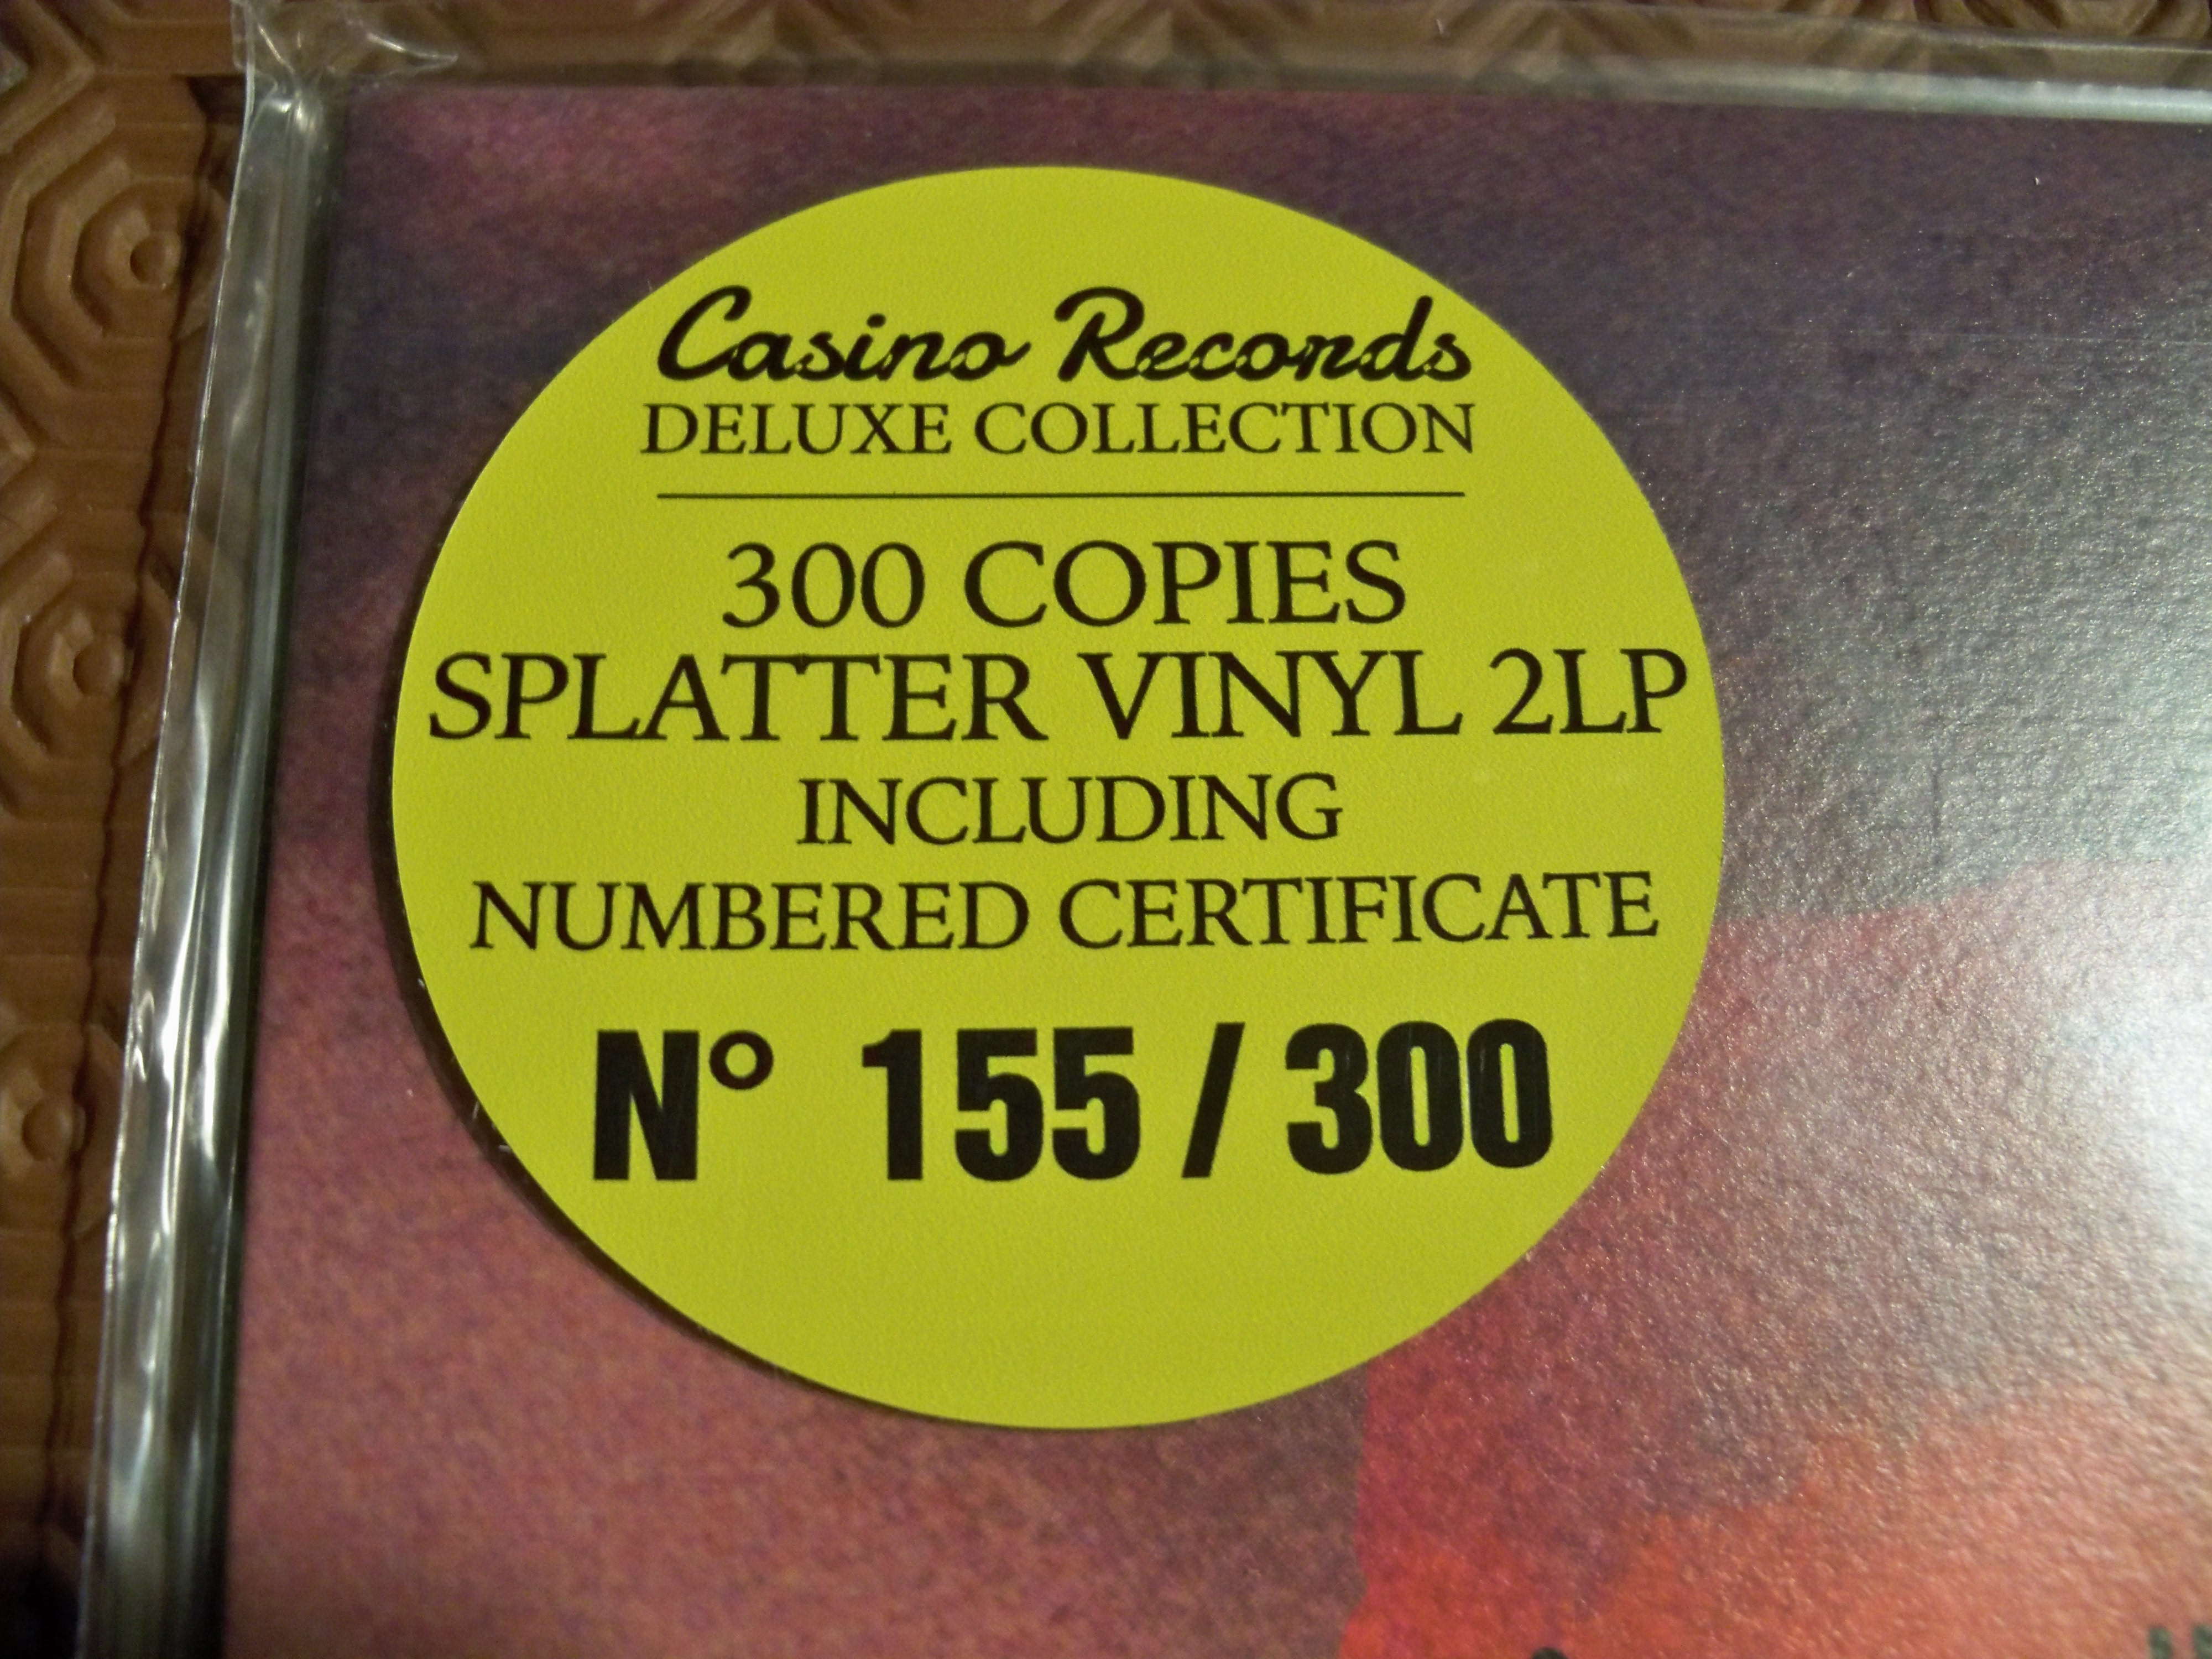 Casino Records
DELUXE COLLECTION
300 COPIES
SPLATTER VINYL 2LP
INCLUDING
NUMBERED CERTIFICATE
N° 155 / 300